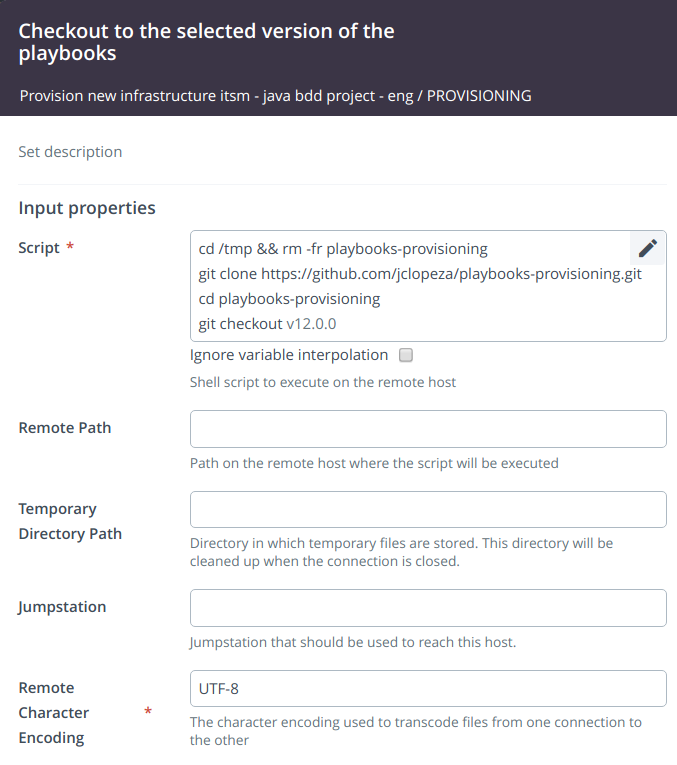 Checkout to the selected version of the
playbooks
Provision new infrastructure itsm - java bdd project - eng / PROVISIONING
Set description
Input properties
Script *
cd /tmp && rm -fr playbooks-provisioning
git clone https://github.com/jclopeza/playbooks-provisioning.git
cd playbooks-provisioning
git checkout v12.0.0
Ignore variable interpolation
Shell script to execute on the remote host
Remote Path
Path on the remote host where the script will be executed
Temporary
Directory Path
Directory in which temporary files are stored. This directory will be
cleaned up when the connection is closed.
Jumpstation
Jumpstation that should be used to reach this host.
Remote
Character *
Encoding
UTF-8
The character encoding used to transcode files from one connection to
the other